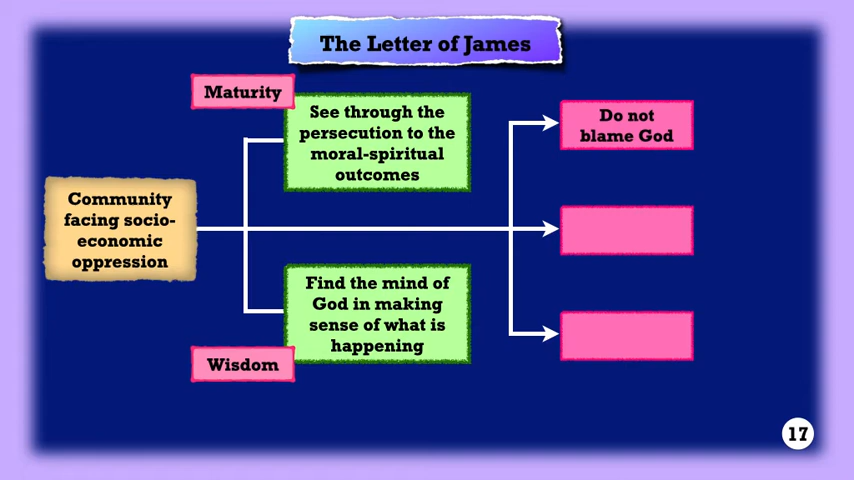 The Letter of James
Maturity
See through the
persecution to the
moral-spiritual
outcomes
Do not
blame God
Community
facing socio-
economic
oppression
Find the mind of
God in making
sense of what is
happening
Wisdom
17